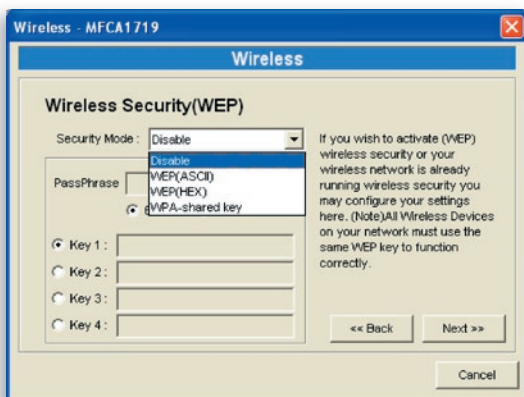 Wireless - MFCA1719
Wireless
Wireless Security(WEP)
Security Mode : Disable
Disable
WEP(ASCII)
WEP(HEX)
WPA-shared key
PassPhrase
Key 1 :
Key 2 :
Key 3 :
Key 4 :
If you wish to activate (WEP)
wireless security or your
wireless network is already
running wireless security you
may configure your settings
here. (Note)All Wireless Devices
on your network must use the
same WEP key to function
correctly.
<< Back
Next >>
Cancel